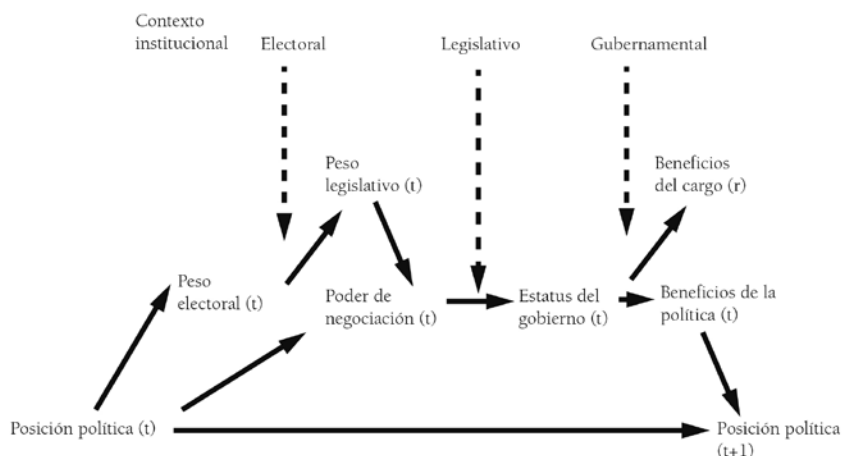 Contexto
institucional
Electoral
Legislativo
Gubernamental
Peso
legislativo (t)
Beneficios
del cargo (r)
Peso
electoral (t)
Poder de
negociación (t)
Estatus del
gobierno (t)
Beneficios de la
política (t)
Posición política (t)
Posición política
(t+1)